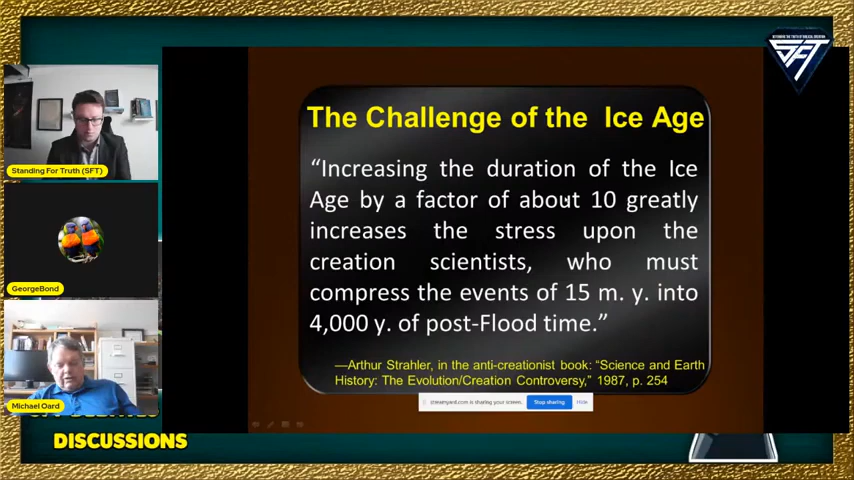 SFT
The Challenge of the Ice Age
“Increasing the duration of the Ice
Age by a factor of about 10 greatly
increases the stress upon the
creation scientists, who must
compress the events of 15 m. y. into
4,000 y. of post-Flood time.”
—Arthur Strahler, in the anti-creationist book: “Science and Earth
History: The Evolution/Creation Controversy,” 1987, p. 254
streamyard.com is sharing your screen.
Stop sharing
Hide
Standing For Truth (SFT)
GeorgeBond
Michael Oard
DISCUSSIONS